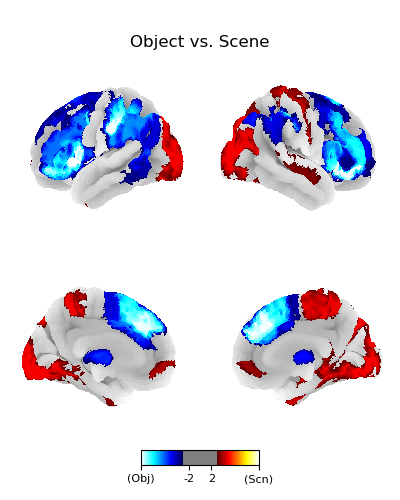 Object vs. Scene
-2 2
(Obj) (Scn)